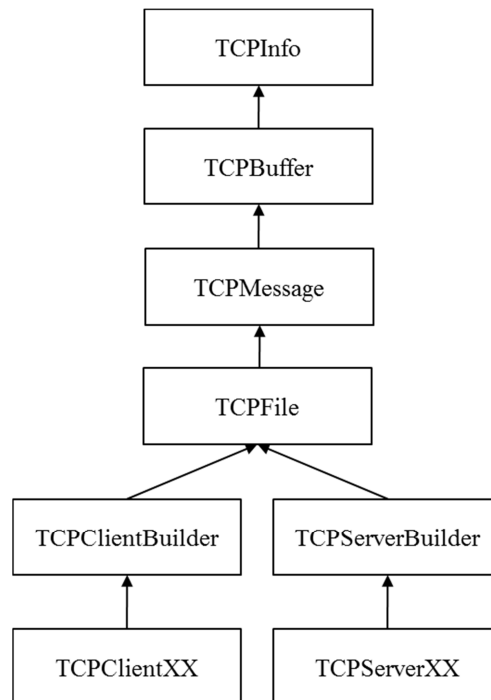 TCPInfo
TCPBuffer
TCPMessage
TCPFile
TCPClientBuilder
TCPServerBuilder
TCPClientXX
TCPServerXX